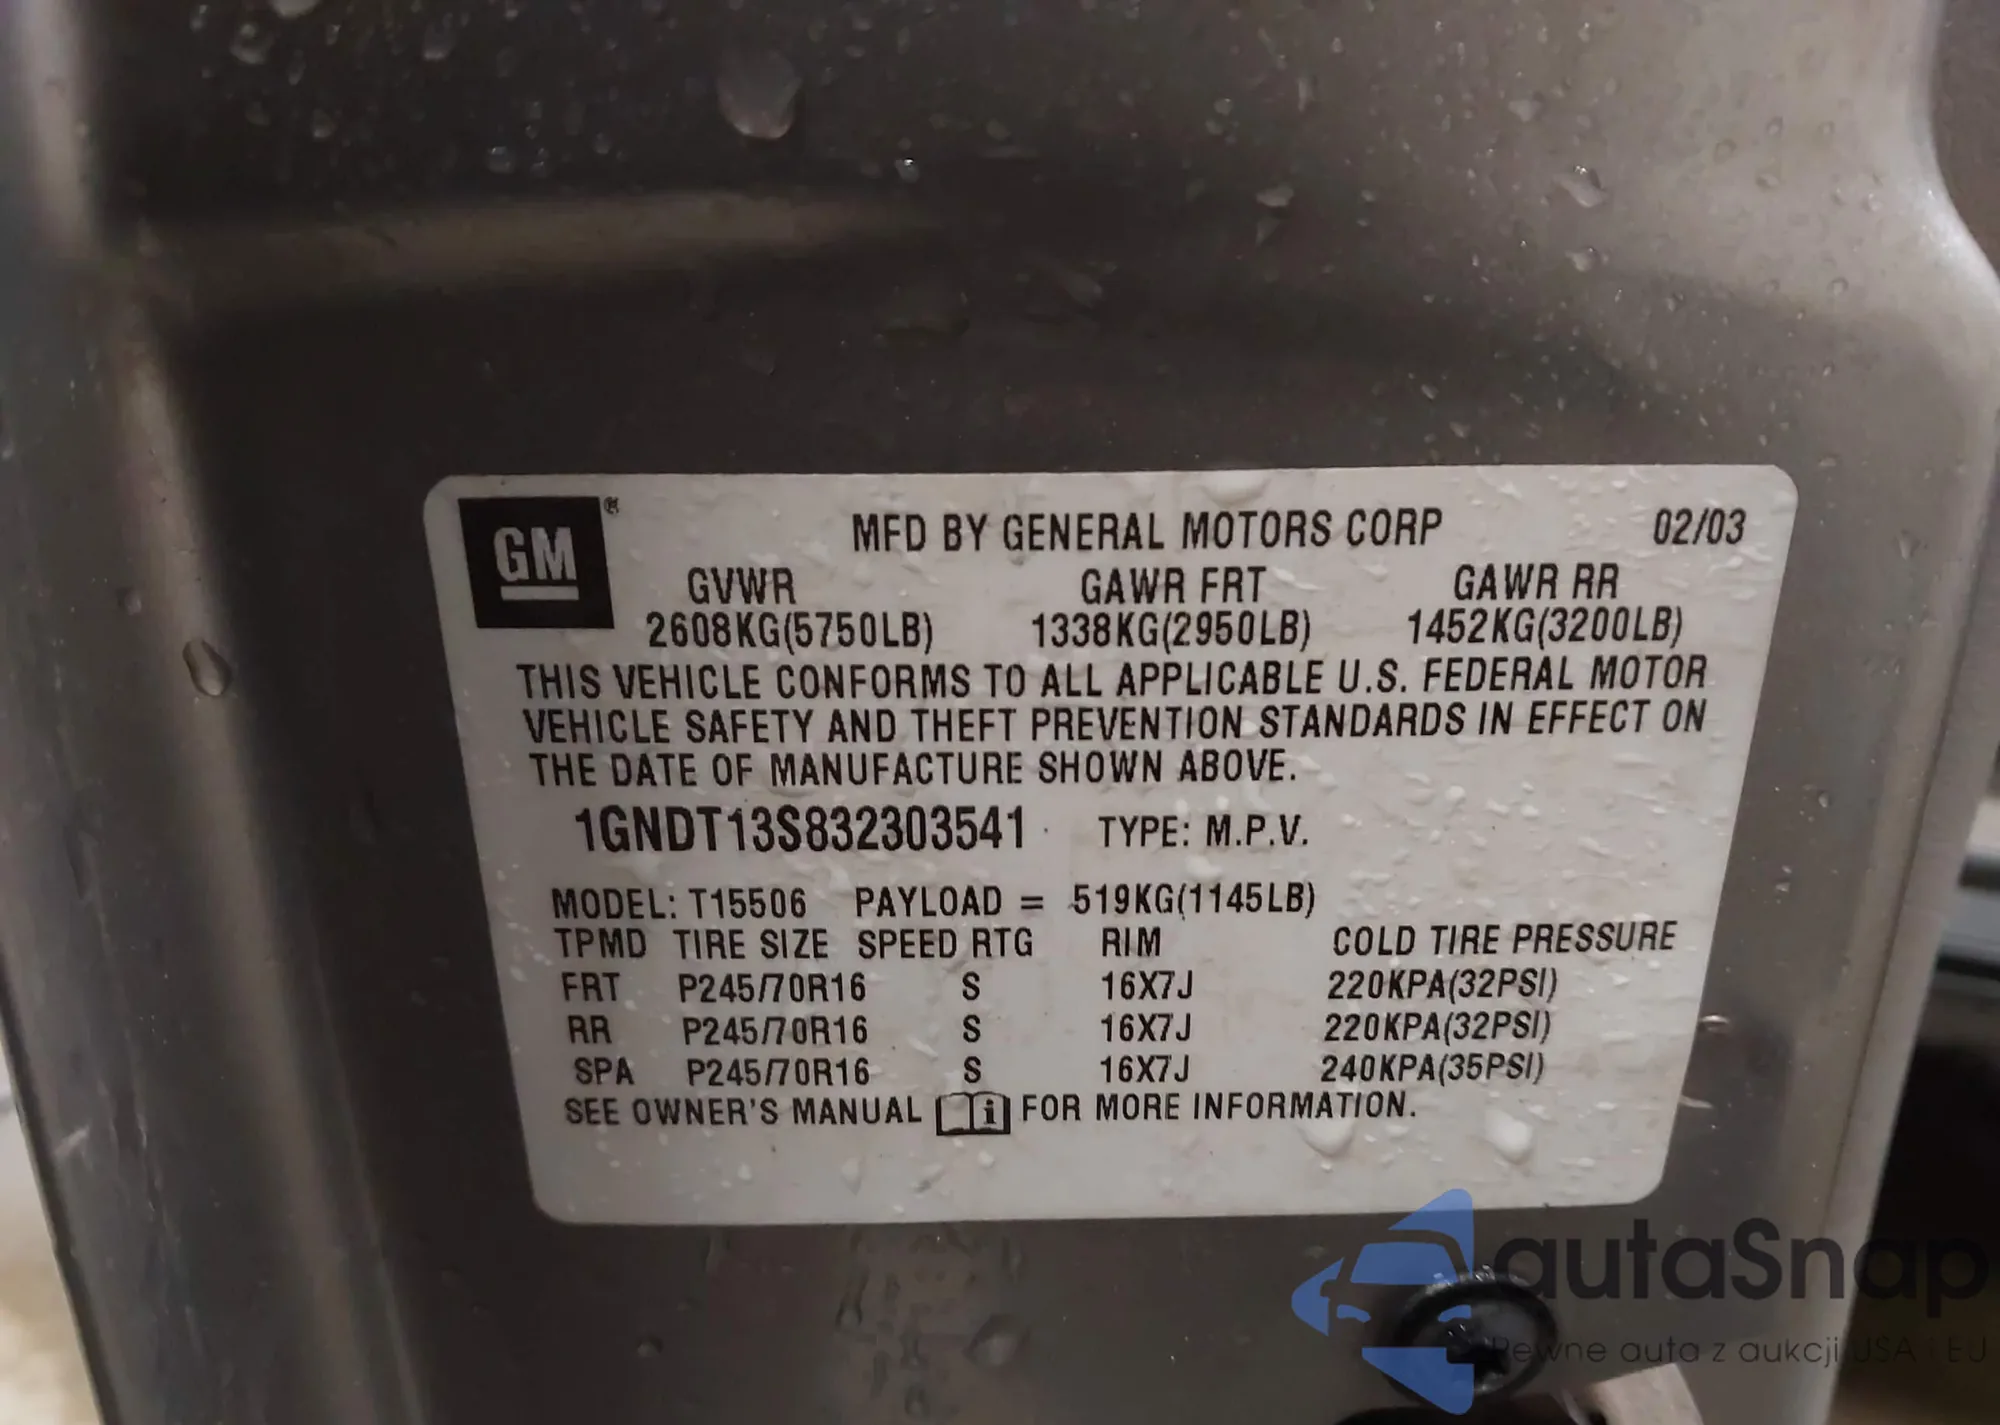 GM®
MFD BY GENERAL MOTORS CORP 02/03
GVWR GAWR FRT GAWR RR
2608KG(5750LB) 1338KG(2950LB) 1452KG(3200LB)
THIS VEHICLE CONFORMS TO ALL APPLICABLE U.S. FEDERAL MOTOR
VEHICLE SAFETY AND THEFT PREVENTION STANDARDS IN EFFECT ON
THE DATE OF MANUFACTURE SHOWN ABOVE.
1GNDT13S832303541 TYPE: M.P.V.
MODEL: T15506 PAYLOAD = 519KG(1145LB)
TPMD TIRE SIZE SPEED RTG RIM COLD TIRE PRESSURE
FRT P245/70R16 S 16X7J 220KPA(32PSI)
RR P245/70R16 S 16X7J 220KPA(32PSI)
SPA P245/70R16 S 16X7J 240KPA(35PSI)
SEE OWNER'S MANUAL i FOR MORE INFORMATION.
autaSnap
Pewne auta z aukcji USA i EU